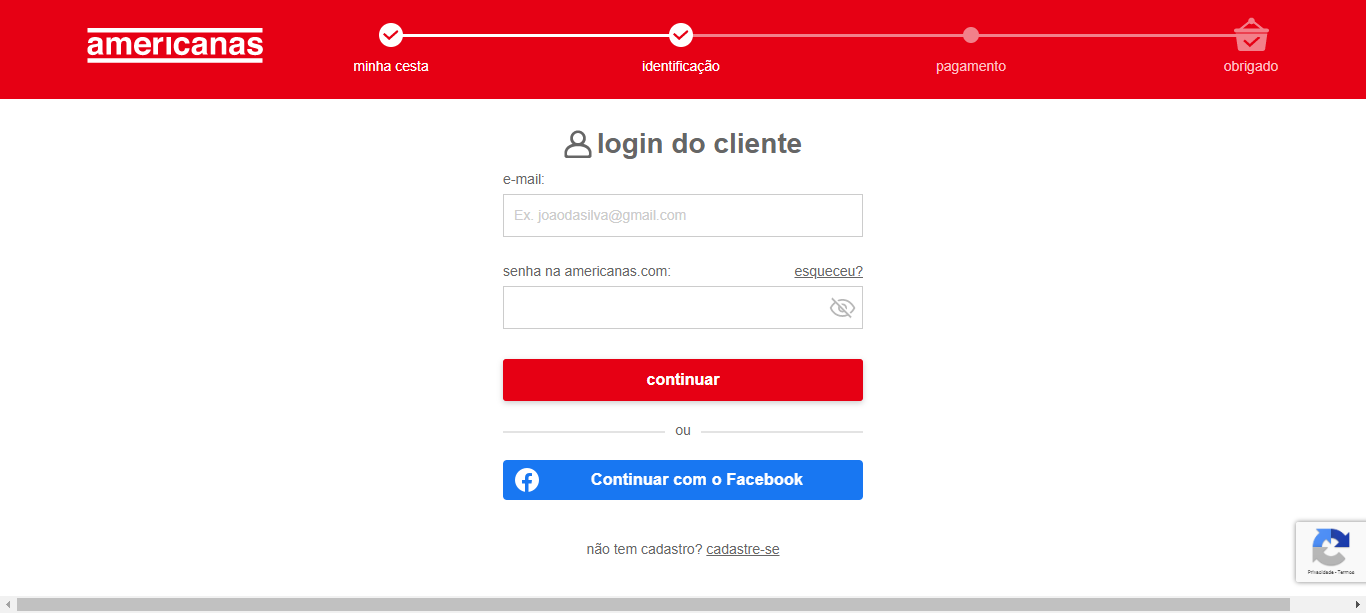 americanas
minha cesta
identificação
pagamento
obrigado
login do cliente
e-mail:
Ex. joaodasilva@gmail.com
senha na americanas.com: esqueceu?
continuar
ou
Continuar com o Facebook
não tem cadastro? cadastre-se
Privacidade - Termos